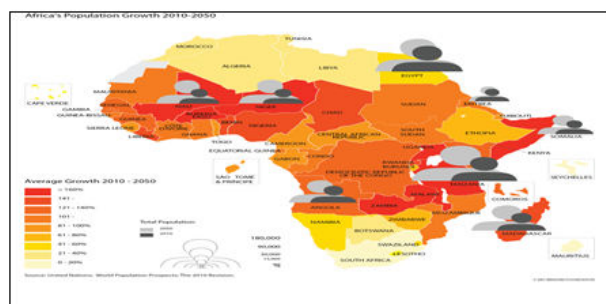 Africa's Population Growth 2010-2050
TUNISIA
MOROCCO
ALGERIA
LIBYA
EGYPT
CAPE VERDE
MAURITANIA
MALI
NIGER
CHAD
SUDAN
ERITREA
SENEGAL
GAMBIA
GUINEA-BISSAU
GUINEA
BURKINA
DJIBOUTI
SIERRA LEONE
LIBERIA
GHANA
BENIN
NIGERIA
SOUTH
SUDAN
ETHIOPIA
SOMALIA
TOGO
CAMEROON
CENTRAL AFRICAN
EQUATORIAL GUINEA
UGANDA
KENYA
GABON
CONGO
RWANDA
BURUNDI
SAO TOME
& PRINCIPE
DEMOCRATIC REPUBLIC
OF THE CONGO
TANZANIA
SEYCHELLES
Average Growth 2010 - 2050
> 160%
141 -
121 - 140%
101 -
81 - 100%
61 - 80%
41 - 60%
21 - 40%
0 - 20%
Total Population
2050
2010
180,000
ANGOLA
ZAMBIA
MALAWI
COMOROS
MOZAMBIQUE
MADAGASCAR
NAMIBIA
ZIMBABWE
BOTSWANA
SWAZILAND
LESOTHO
SOUTH AFRICA
MAURITIUS
Source: United Nations, World Population Prospects: The 2010 Revision.